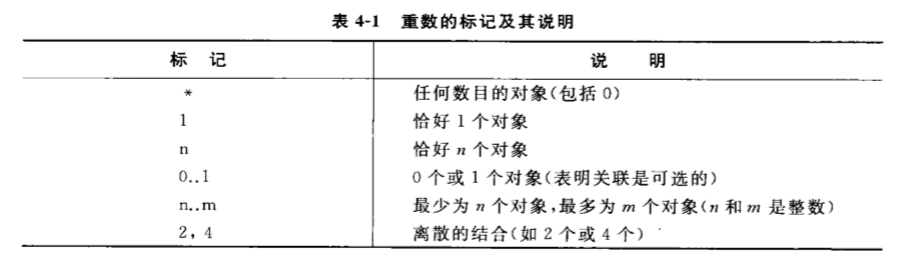 表 4-1 重数的标记及其说明
标 记 说 明
* 任何数目的对象(包括 0)
1 恰好 1 个对象
n 恰好 n 个对象
0..1 0 个或 1 个对象(表明关联是可选的)
n..m 最少为 n 个对象,最多为 m 个对象(n 和 m 是整数)
2, 4 离散的结合(如 2 个或 4 个)